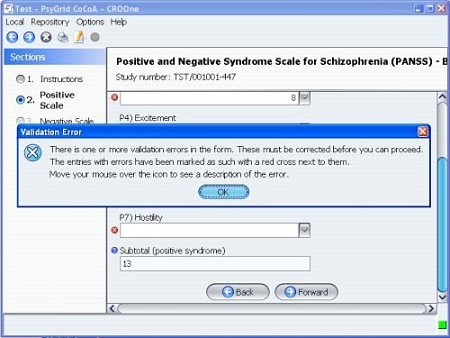 Test - PsyGrid CoCoA - CROOne
Local Repository Options Help
Sections
Positive and Negative Syndrome Scale for Schizophrenia (PANSS) - B
Study number: TST/001001-447
1. Instructions
2. Positive Scale
3. Negative Scale
8
P4) Excitement
Validation Error
There is one or more validation errors in the form. These must be corrected before you can proceed.
The entries with errors have been marked as such with a red cross next to them.
Move your mouse over the icon to see a description of the error.
OK
P7) Hostility
Subtotal (positive syndrome)
13
Back Forward